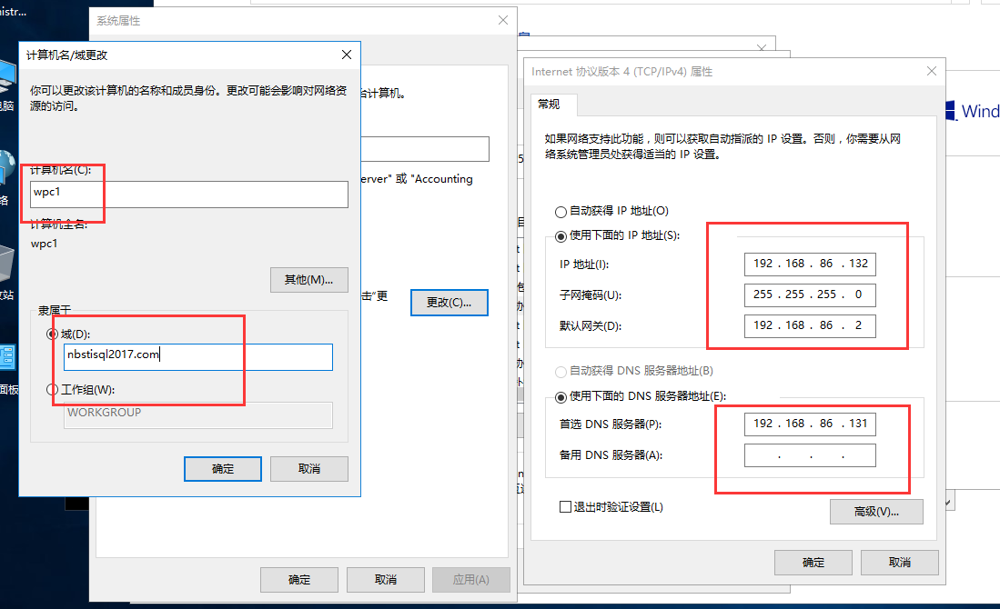 istr...
电脑
络
站
面板
系统属性
计算机名/域更改
你可以更改该计算机的名称和成员身份。更改可能会影响对网络资
源的访问。
计算机名(C):
wpc1
计算机全名:
wpc1
其他(M)...
隶属于
域(D):
nbstisql2017.com
工作组(W):
WORKGROUP
确定
取消
台计算机。
erver" 或 "Accounting
击"更
更改(C)...
确定
取消
应用(A)
Internet 协议版本 4 (TCP/IPv4) 属性
常规
如果网络支持此功能，则可以获取自动指派的 IP 设置。否则，你需要从网
络系统管理员处获得适当的 IP 设置。
自动获得 IP 地址(O)
使用下面的 IP 地址(S):
IP 地址(I):
192 . 168 . 86 . 132
子网掩码(U):
255 . 255 . 255 . 0
默认网关(D):
192 . 168 . 86 . 2
自动获得 DNS 服务器地址(B)
使用下面的 DNS 服务器地址(E):
首选 DNS 服务器(P):
192 . 168 . 86 . 131
备用 DNS 服务器(A):
. . .
退出时验证设置(L)
高级(V)...
确定
取消
Wind